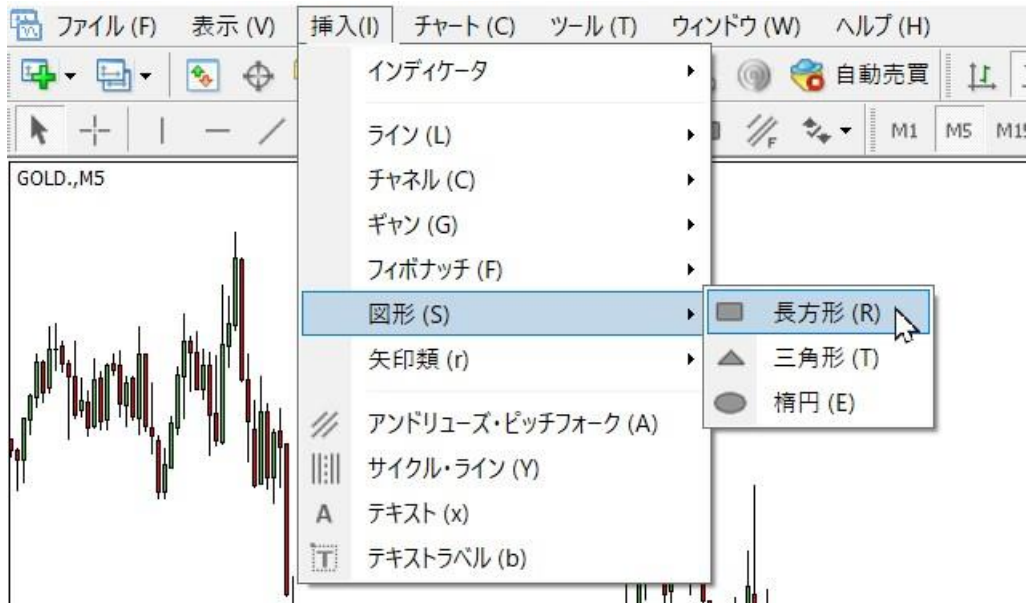 ファイル (F) 表示 (V) 挿入(I) チャート (C) ツール (T) ウィンドウ (W) ヘルプ (H)
自動売買
M1 M5 M15
GOLD.,M5
インディケータ
ライン (L)
チャネル (C)
ギャン (G)
フィボナッチ (F)
図形 (S)
長方形 (R)
三角形 (T)
楕円 (E)
矢印類 (r)
アンドリューズ・ピッチフォーク (A)
サイクル・ライン (Y)
テキスト (x)
テキストラベル (b)